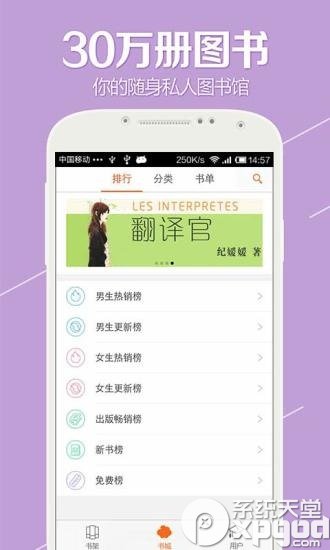 30万册图书
你的随身私人图书馆
中国移动
250K/s
14:57
排行
分类
书单
LES INTERPRETES
翻译官
纪媛媛 著
男生热销榜
男生更新榜
女生热销榜
女生更新榜
出版畅销榜
新书榜
免费榜
书架
书城
用户
系统天堂